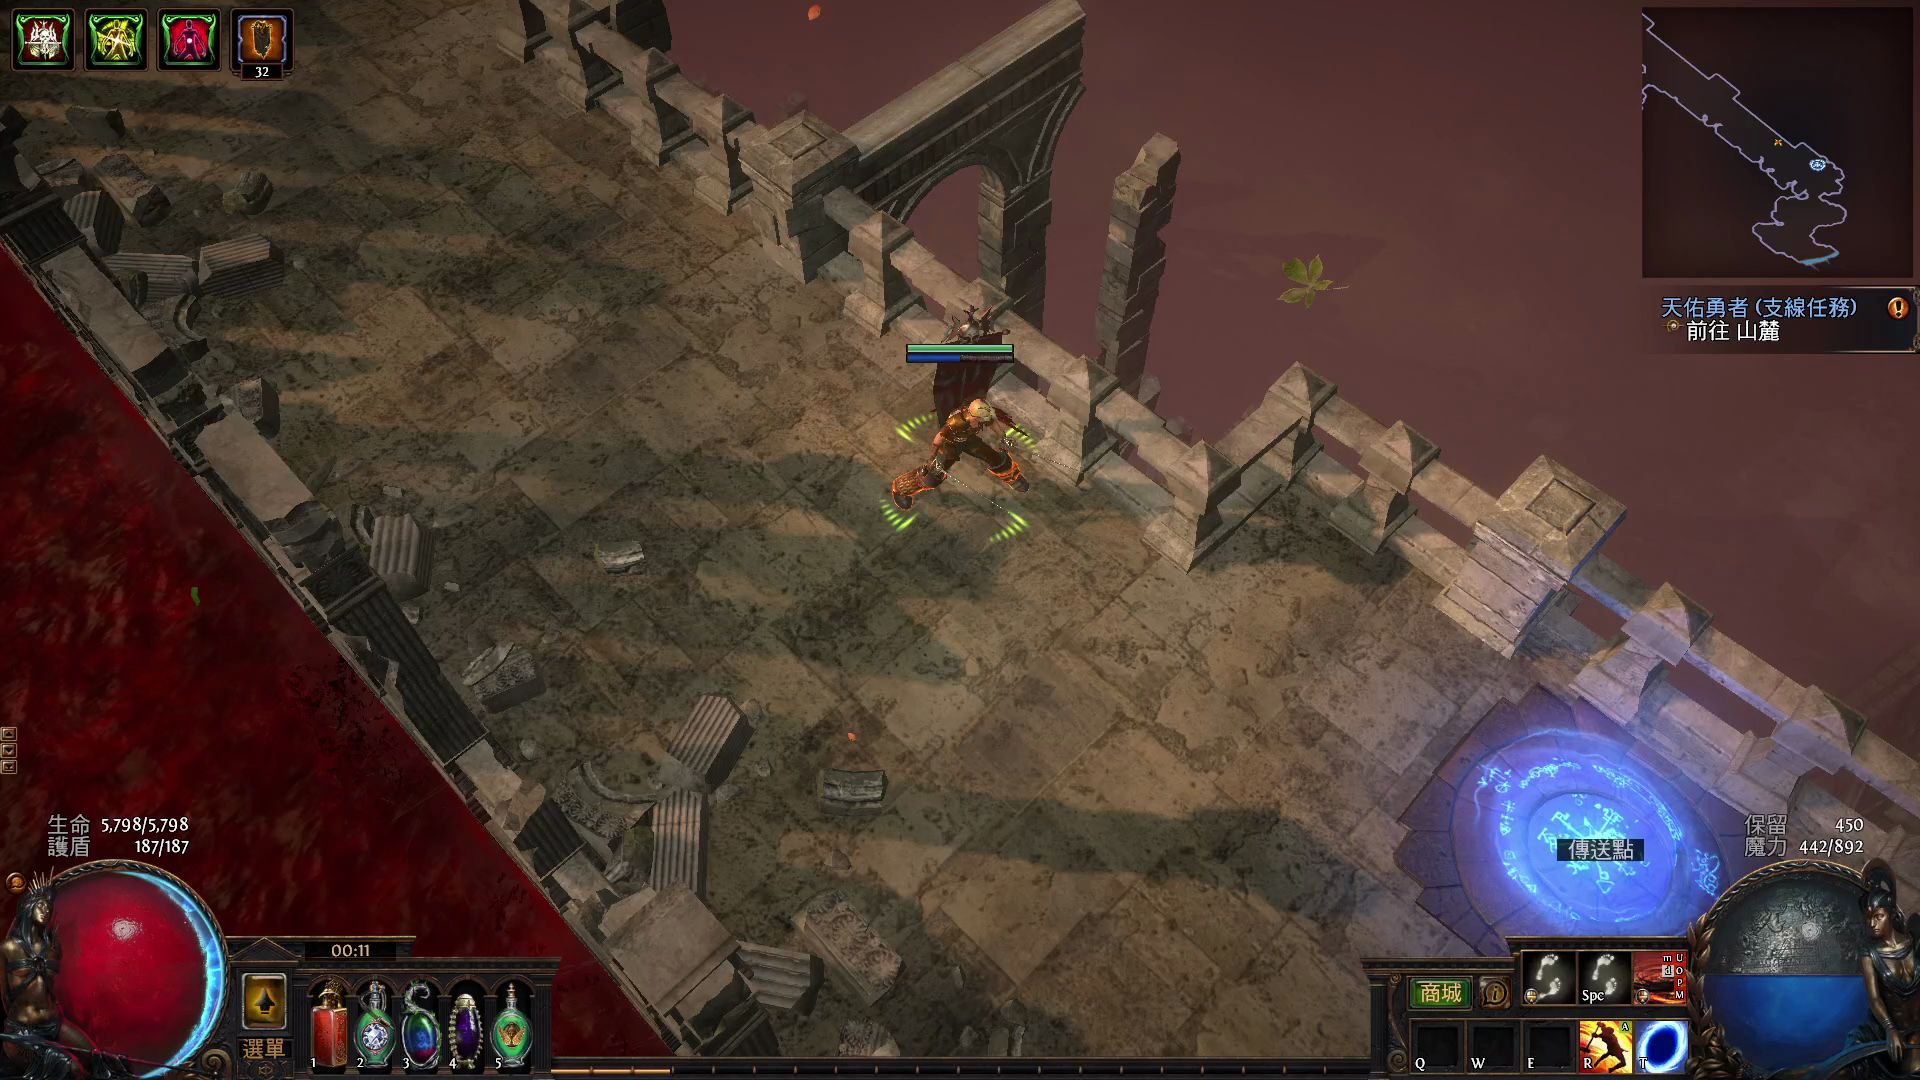 32
天佑勇者 (支線任務)
前往 山麓
生命 5,798/5,798
護盾 187/187
傳送點
保留 450
魔力 442/892
00:11
選單
1 2 3 4 5
商城
Spc
m U
d O
P
M
Q W E R T
A